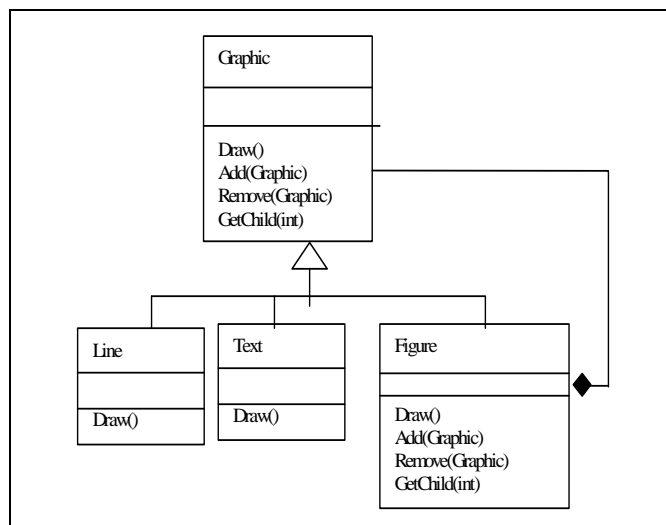 Graphic
Draw()
Add(Graphic)
Remove(Graphic)
GetChild(int)
Line
Draw()
Text
Draw()
Figure
Draw()
Add(Graphic)
Remove(Graphic)
GetChild(int)